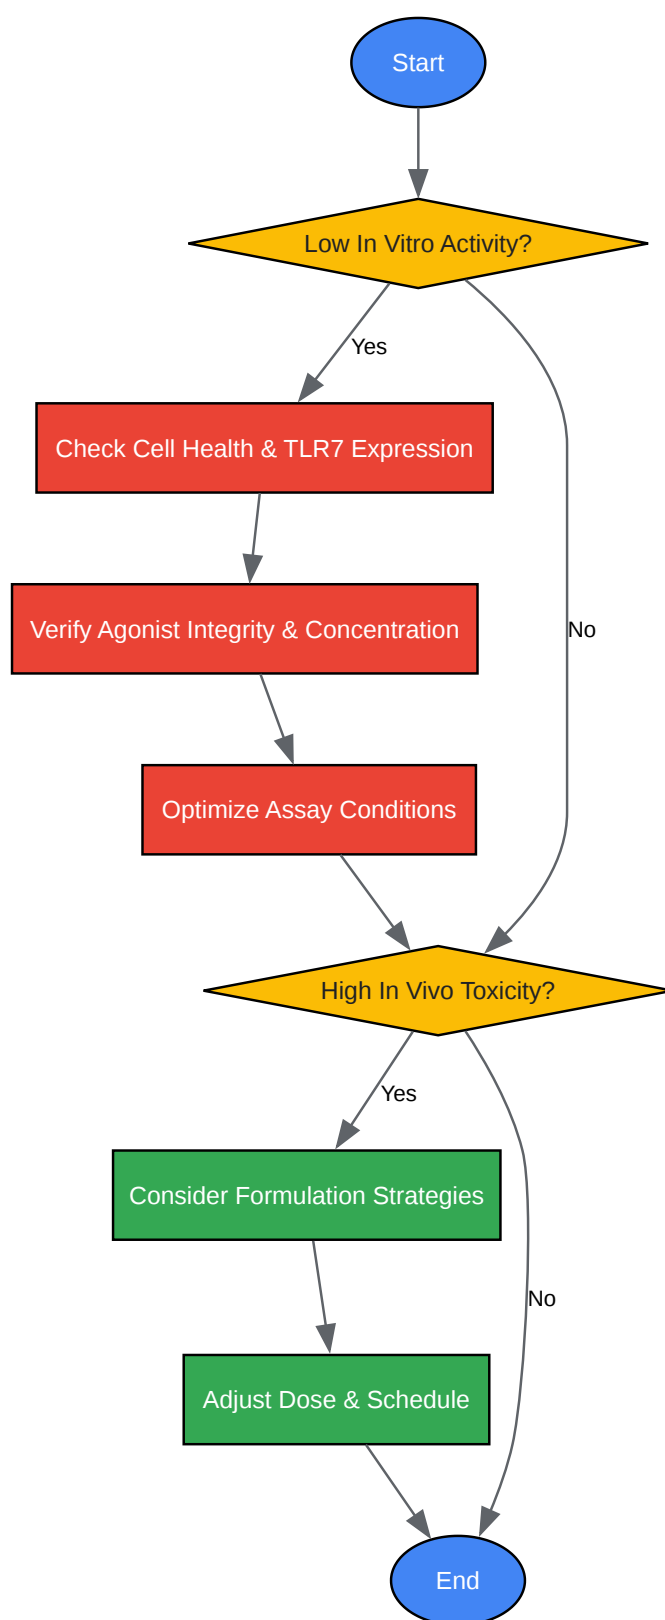 Start
Low In Vitro Activity?
Yes
Check Cell Health & TLR7 Expression
Verify Agonist Integrity & Concentration
No
Optimize Assay Conditions
High In Vivo Toxicity?
Yes
Consider Formulation Strategies
No
Adjust Dose & Schedule
End